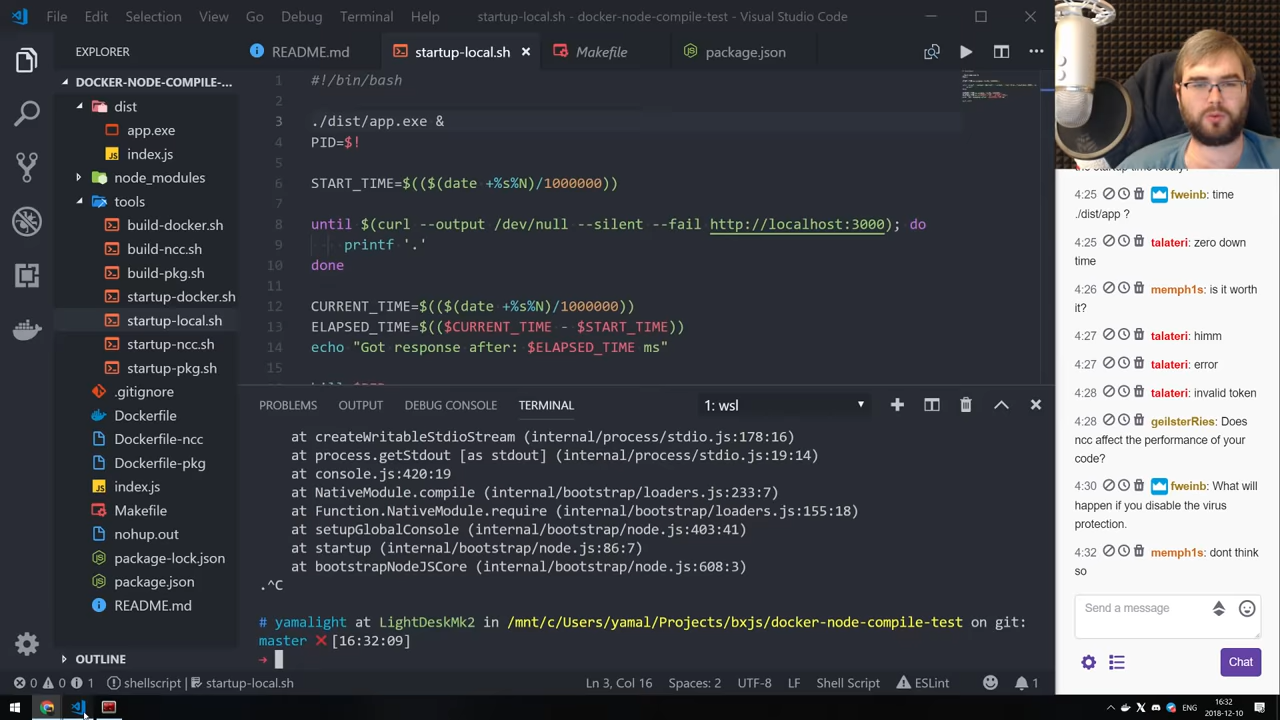 File Edit Selection View Go Debug Terminal Help startup-local.sh - docker-node-compile-test - Visual Studio Code
EXPLORER
DOCKER-NODE-COMPILE-...
dist
app.exe
index.js
node_modules
tools
build-docker.sh
build-ncc.sh
build-pkg.sh
startup-docker.sh
startup-local.sh
startup-ncc.sh
startup-pkg.sh
.gitignore
Dockerfile
Dockerfile-ncc
Dockerfile-pkg
index.js
Makefile
nohup.out
package-lock.json
package.json
README.md
OUTLINE
README.md startup-local.sh Makefile package.json
1 #!/bin/bash
2
3 ./dist/app.exe &
4 PID=$!
5
6 START_TIME=$(($(date +%s%N)/1000000))
7
8 until $(curl --output /dev/null --silent --fail http://localhost:3000); do
9 printf '.'
10 done
11
12 CURRENT_TIME=$(($(date +%s%N)/1000000))
13 ELAPSED_TIME=$(($CURRENT_TIME - $START_TIME))
14 echo "Got response after: $ELAPSED_TIME ms"
15
PROBLEMS OUTPUT DEBUG CONSOLE TERMINAL 1: wsl
at createWritableStdioStream (internal/process/stdio.js:178:16)
at process.getStdout [as stdout] (internal/process/stdio.js:19:14)
at console.js:420:19
at NativeModule.compile (internal/bootstrap/loaders.js:233:7)
at Function.NativeModule.require (internal/bootstrap/loaders.js:155:18)
at setupGlobalConsole (internal/bootstrap/node.js:403:41)
at startup (internal/bootstrap/node.js:86:7)
at bootstrapNodeJSCore (internal/bootstrap/node.js:608:3)
.^C
# yamalight at LightDeskMk2 in /mnt/c/Users/yamal/Projects/bxjs/docker-node-compile-test on git:
master ❌ [16:32:09]
→
0 0 1 shellscript | startup-local.sh Ln 3, Col 16 Spaces: 2 UTF-8 LF Shell Script ESLint 1
4:25 fweinb: time
./dist/app ?
4:25 talateri: zero down
time
4:26 memph1s: is it worth
it?
4:27 talateri: himm
4:27 talateri: error
4:28 talateri: invalid token
4:28 geilsterRies: Does
ncc affect the performance of your
code?
4:30 fweinb: What will
happen if you disable the virus
protection.
4:32 memph1s: dont think
so
Send a message
Chat
ENG
16:32
2018-12-10